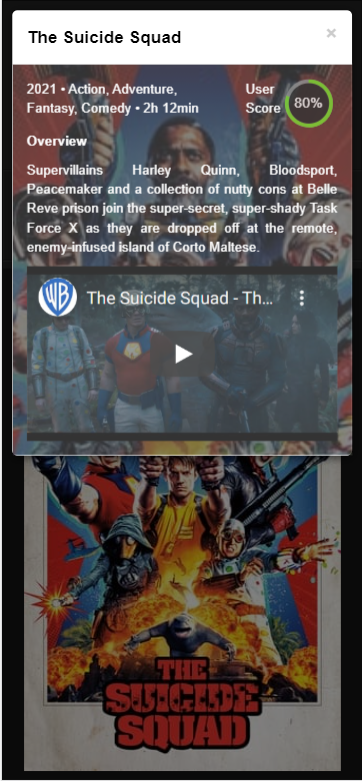 The Suicide Squad
×
2021 • Action, Adventure,
Fantasy, Comedy • 2h 12min
User
Score
80%
Overview
Supervillains Harley Quinn, Bloodsport,
Peacemaker and a collection of nutty cons at Belle
Reve prison join the super-secret, super-shady Task
Force X as they are dropped off at the remote,
enemy-infused island of Corto Maltese.
WB
The Suicide Squad - Th...
THE
SUICIDE
SQUAD